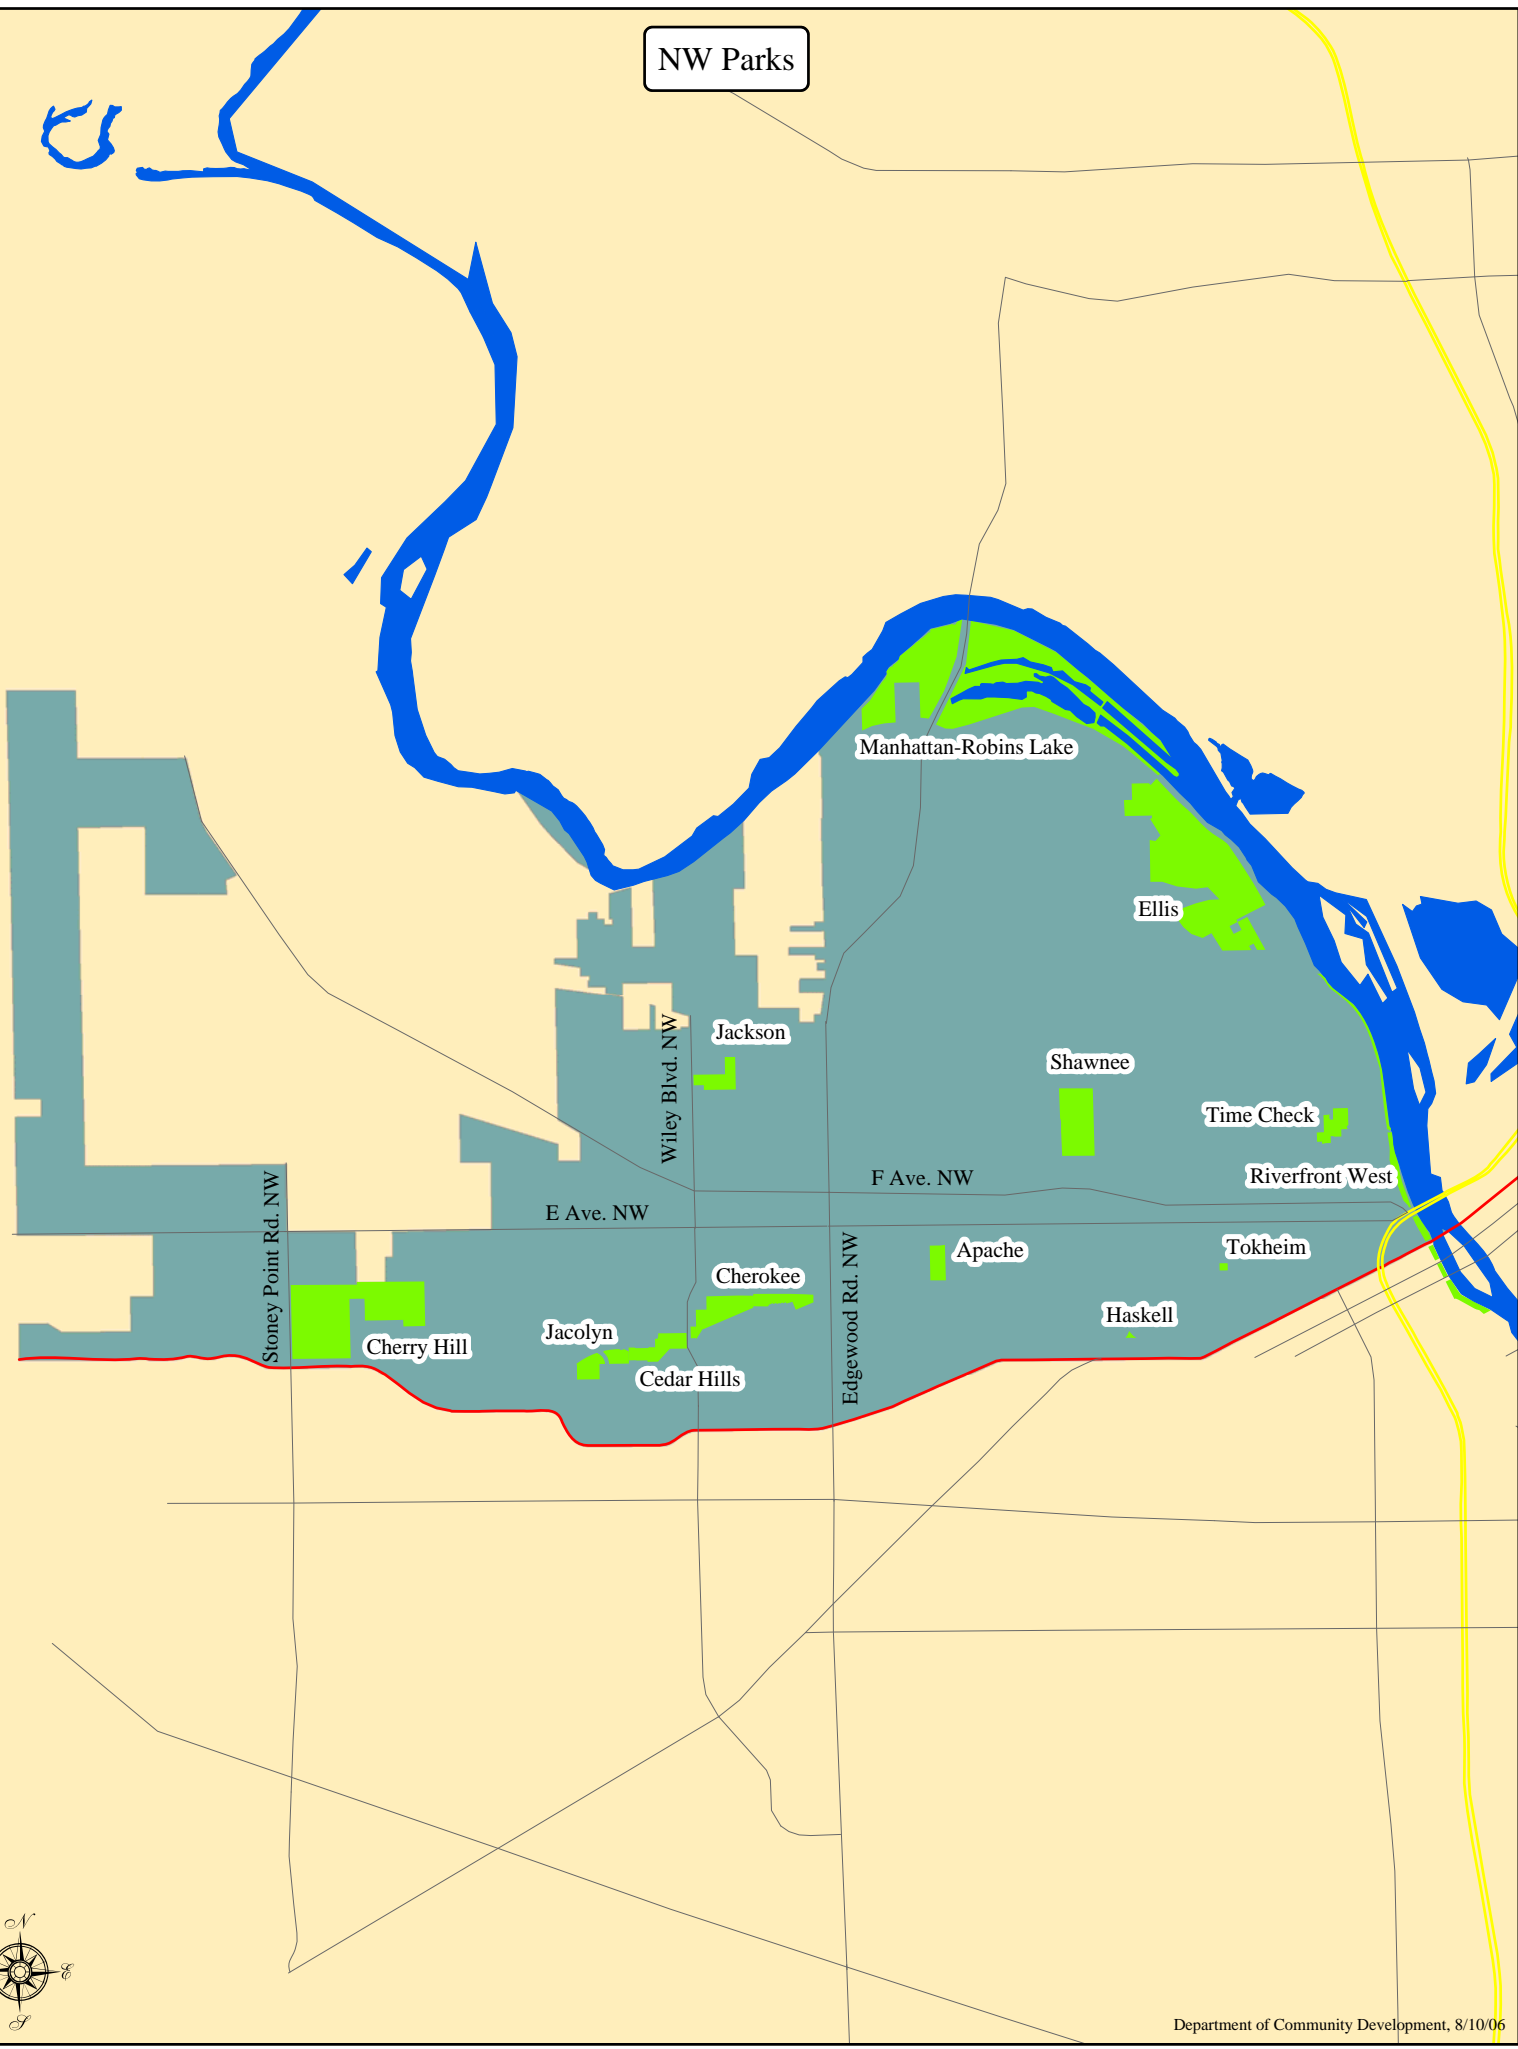 NW Parks
Manhattan-Robins Lake
Ellis
Jackson
Wiley Blvd. NW
Shawnee
Time Check
Riverfront West
F Ave. NW
E Ave. NW
Stoney Point Rd. NW
Edgewood Rd. NW
Apache
Tokheim
Cherokee
Haskell
Jacolyn
Cherry Hill
Cedar Hills
N
E
S
Department of Community Development, 8/10/06